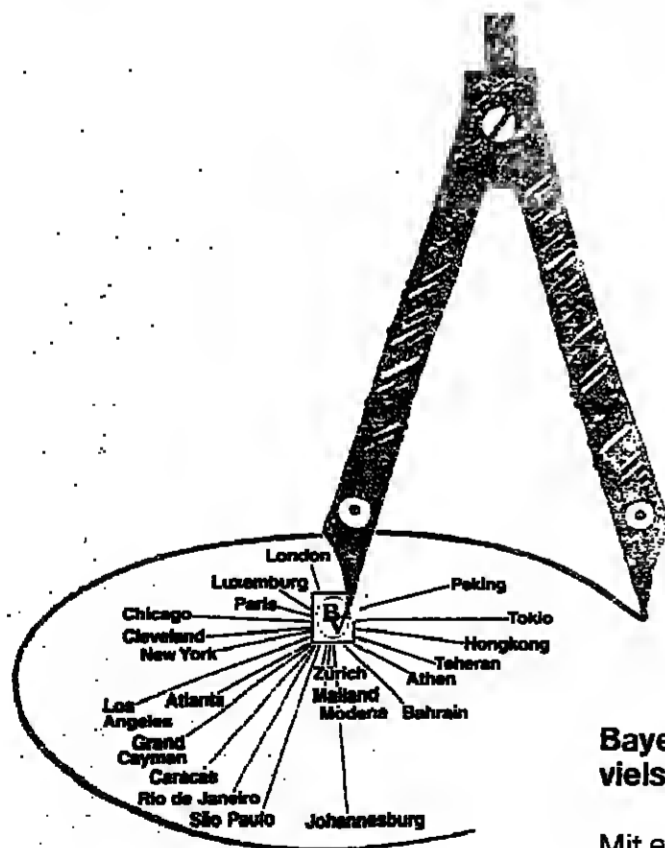 London
Luxemburg
Paris
Peking
Chicago
Tokio
Cleveland
Hongkong
New York
Teheran
Zürich
Athen
Los
Angeles
Atlanta
Mailand
Modena
Bahrain
Grand
Cayman
Caracas
Rio de Janeiro
São Paulo
Johannesburg
BV
Baye
viels
Mit e